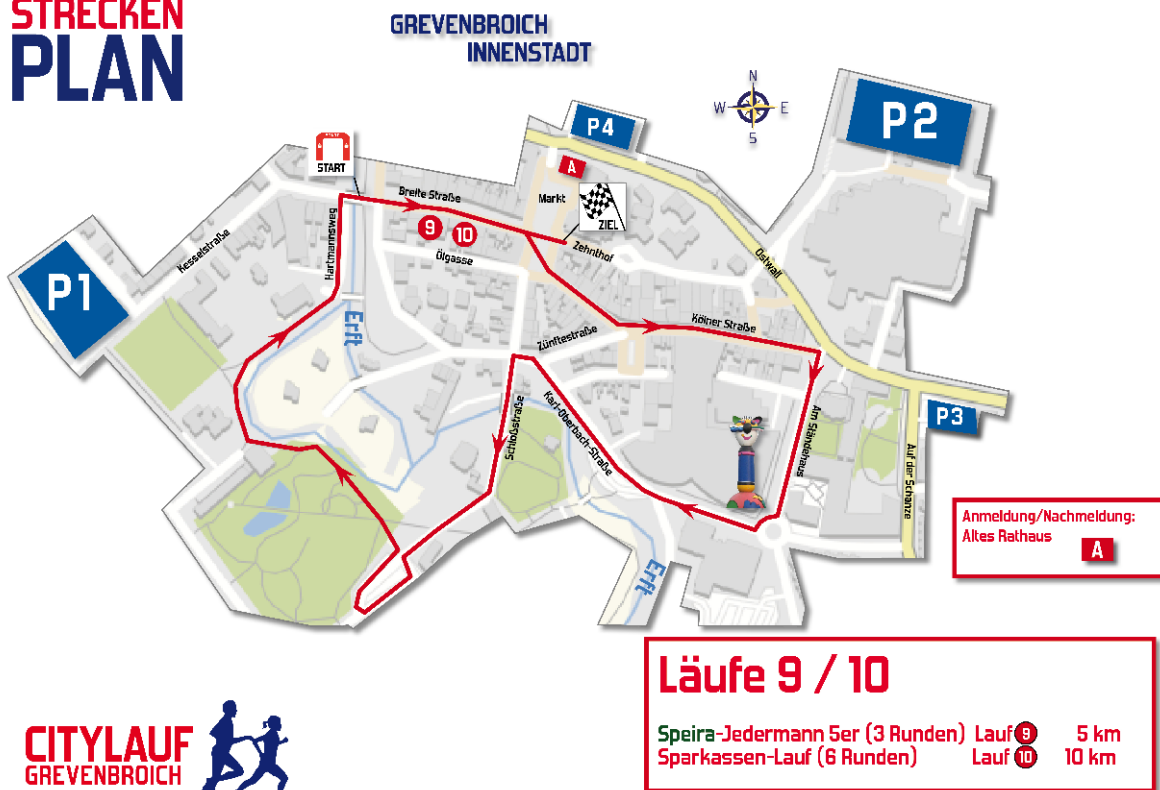 STRECKEN
PLAN
GREVENBROICH
INNENSTADT
N
W E
S
P4
P2
START
START
A
Markt
ZIEL
Breite Straße
9 10
Hartmannsweg
Kesselstraße
Ölgasse
Zehnthof
Ostwall
P1
Erft
Zünftestraße
Kölner Straße
Schloßstraße
Karl-Oberbach-Straße
Am Ständehaus
P3
Auf der Schanze
Erft
Anmeldung/Nachmeldung:
Altes Rathaus
A
Läufe 9 / 10
Speira-Jedermann 5er (3 Runden) Lauf 9 5 km
Sparkassen-Lauf (6 Runden) Lauf 10 10 km
CITYLAUF
GREVENBROICH